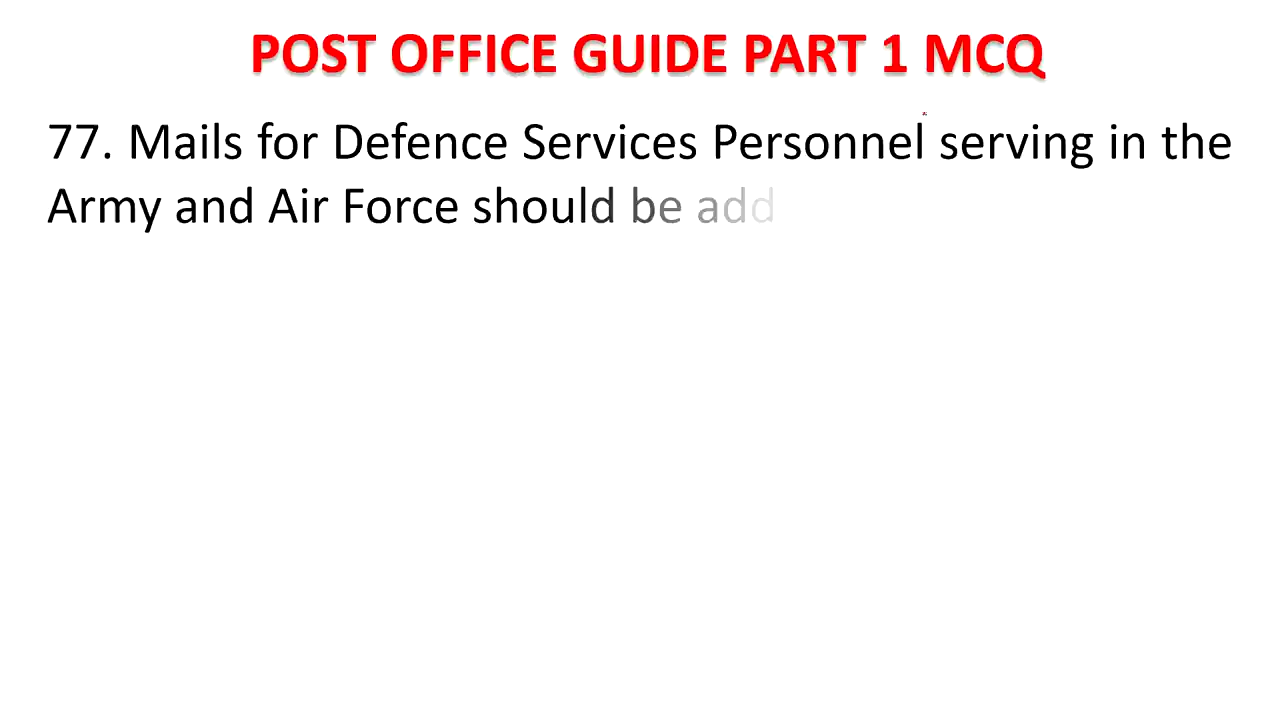 POST OFFICE GUIDE PART 1 MCQ
77. Mails for Defence Services Personnel serving in the
Army and Air Force should be add